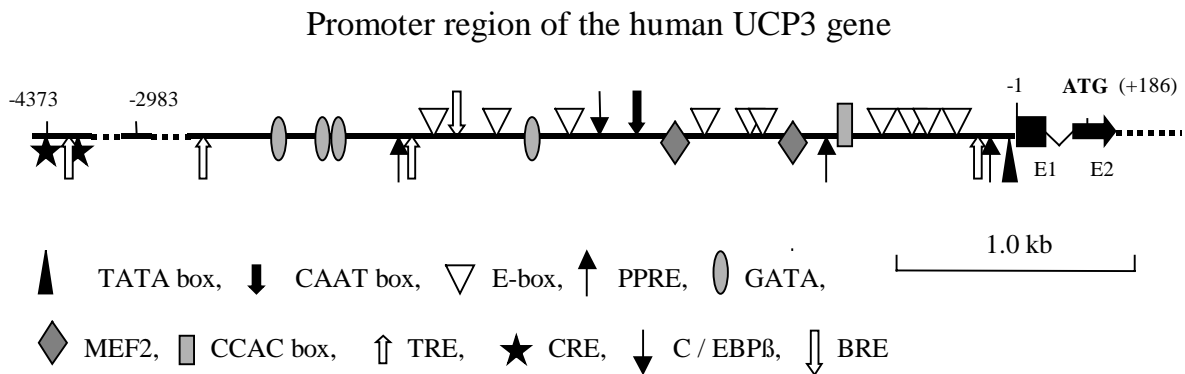 Promoter region of the human UCP3 gene
-4373 -2983 -1 ATG (+186)
E1 E2
1.0 kb
TATA box, CAAT box, E-box, PPRE, GATA,
MEF2, CCAC box, TRE, CRE, C / EBPß, BRE